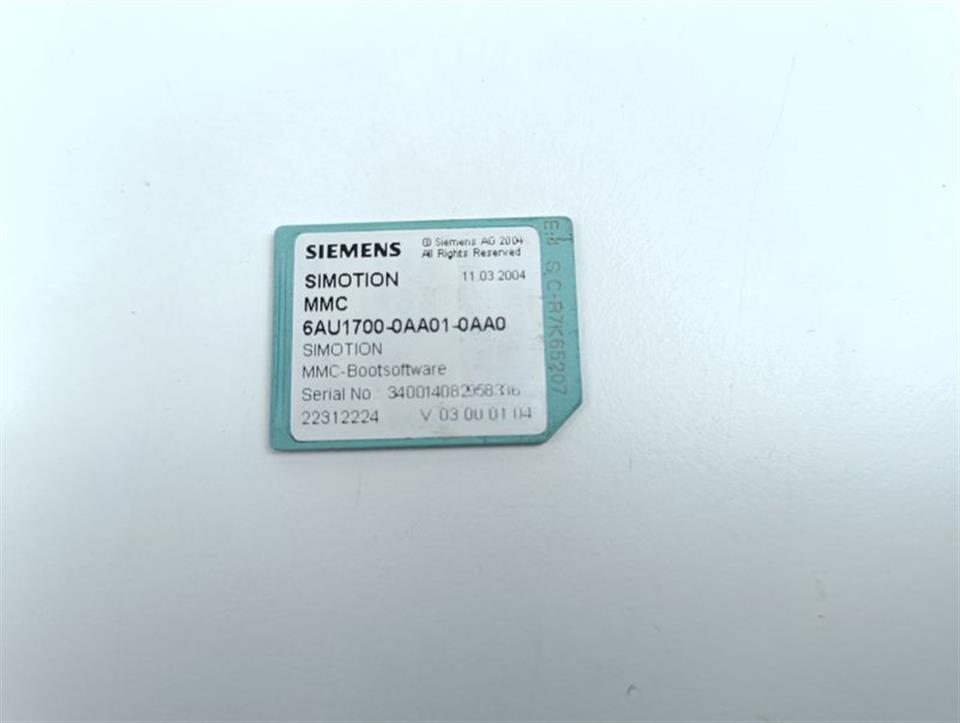 SIEMENS
© Siemens AG 2004
All Rights Reserved
SIMOTION
11.03.2004
MMC
6AU1700-0AA01-0AA0
SIMOTION
MMC-Bootsoftware
Serial No.:
22312224 V 03 00 01 04
S C-R7K65207